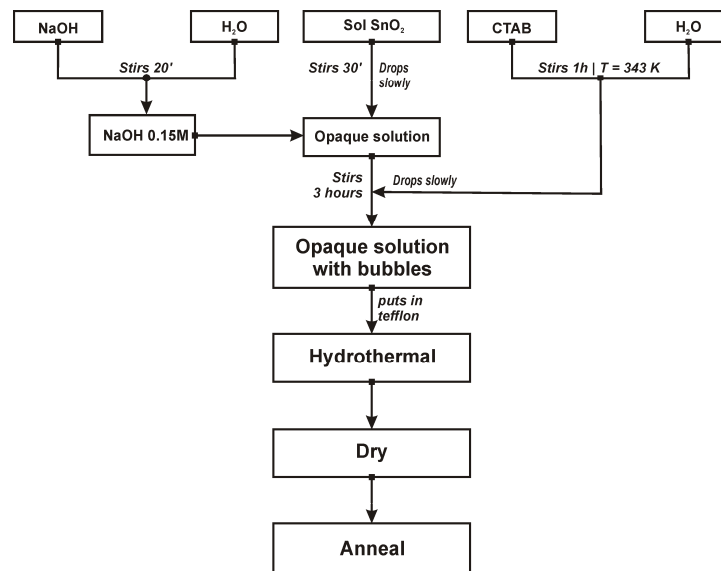 NaOH
H₂O
Sol SnO₂
CTAB
H₂O
Stirs 20'
Stirs 30'
Drops
slowly
Stirs 1h | T = 343 K
NaOH 0.15M
Opaque solution
Stirs
3 hours
Drops slowly
Opaque solution
with bubbles
puts in
tefflon
Hydrothermal
Dry
Anneal